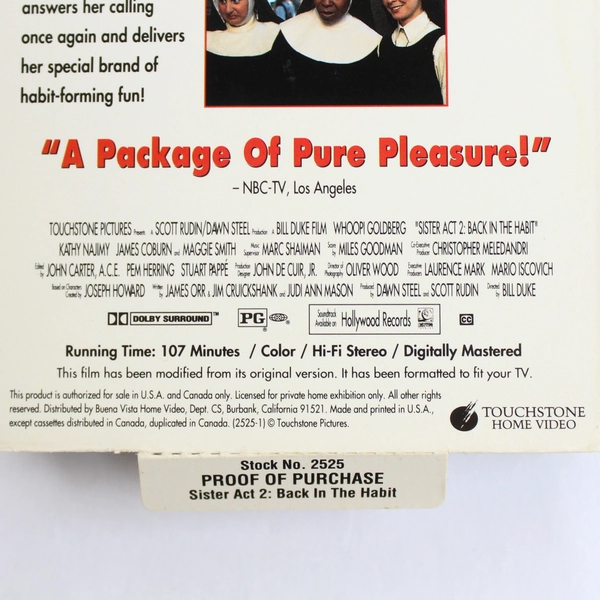 answers her calling
once again and delivers
her special brand of
habit-forming fun!
"A Package Of Pure Pleasure!"
– NBC-TV, Los Angeles
TOUCHSTONE PICTURES Presents A SCOTT RUDIN/DAWN STEEL Production A BILL DUKE FILM WHOOPI GOLDBERG "SISTER ACT 2: BACK IN THE HABIT"
KATHY NAJIMY JAMES COBURN and MAGGIE SMITH Music Supervisor MARC SHAIMAN Score by MILES GOODMAN Co-Executive Producer CHRISTOPHER MELEDANDRI
Edited by JOHN CARTER, A.C.E. PEM HERRING STUART PAPPÉ Production Designer JOHN DE CUIR, JR. Director of Photography OLIVER WOOD Executive Producers LAURENCE MARK MARIO ISCOVICH
Based on Characters Created by JOSEPH HOWARD Written by JAMES ORR & JIM CRUICKSHANK and JUDI ANN MASON Produced by DAWN STEEL and SCOTT RUDIN Directed by BILL DUKE
DOLBY SURROUND™ PG Soundtrack Available on Hollywood Records CC
Running Time: 107 Minutes / Color / Hi-Fi Stereo / Digitally Mastered
This film has been modified from its original version. It has been formatted to fit your TV.
This product is authorized for sale in U.S.A. and Canada only. Licensed for private home exhibition only. All other rights
reserved. Distributed by Buena Vista Home Video, Dept. CS, Burbank, California 91521. Made and printed in U.S.A.,
except cassettes distributed in Canada, duplicated in Canada. (2525-1) © Touchstone Pictures.
TOUCHSTONE
HOME VIDEO
Stock No. 2525
PROOF OF PURCHASE
Sister Act 2: Back In The Habit